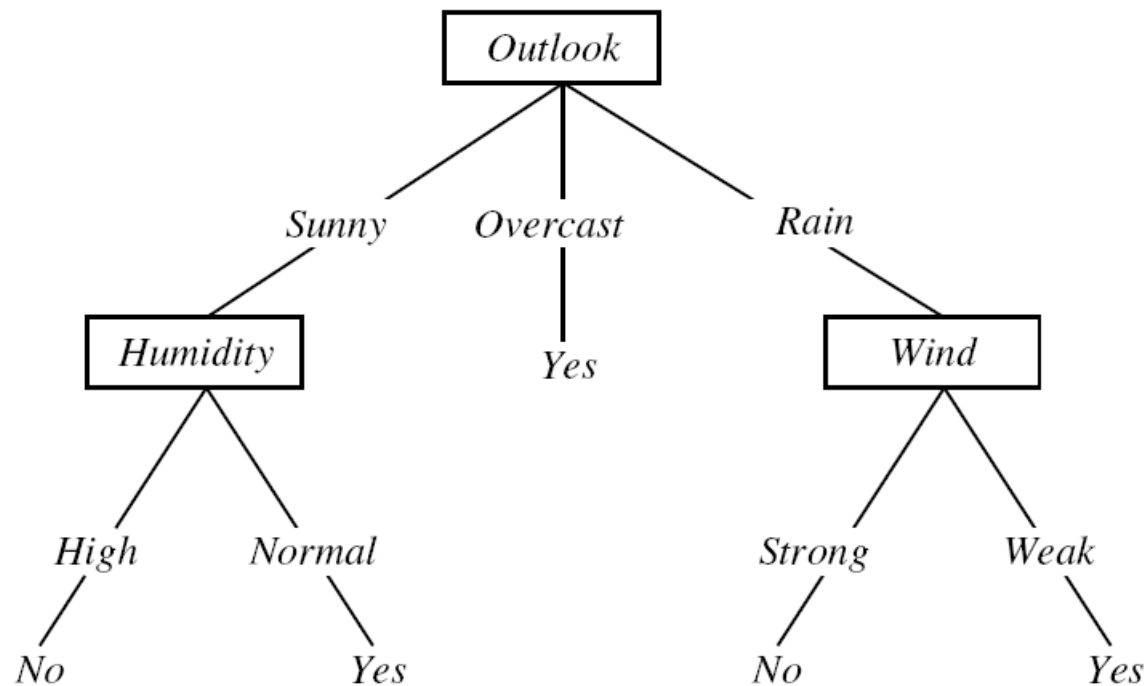 Outlook
Sunny Overcast Rain
Humidity Yes Wind
High Normal Strong Weak
No Yes No Yes